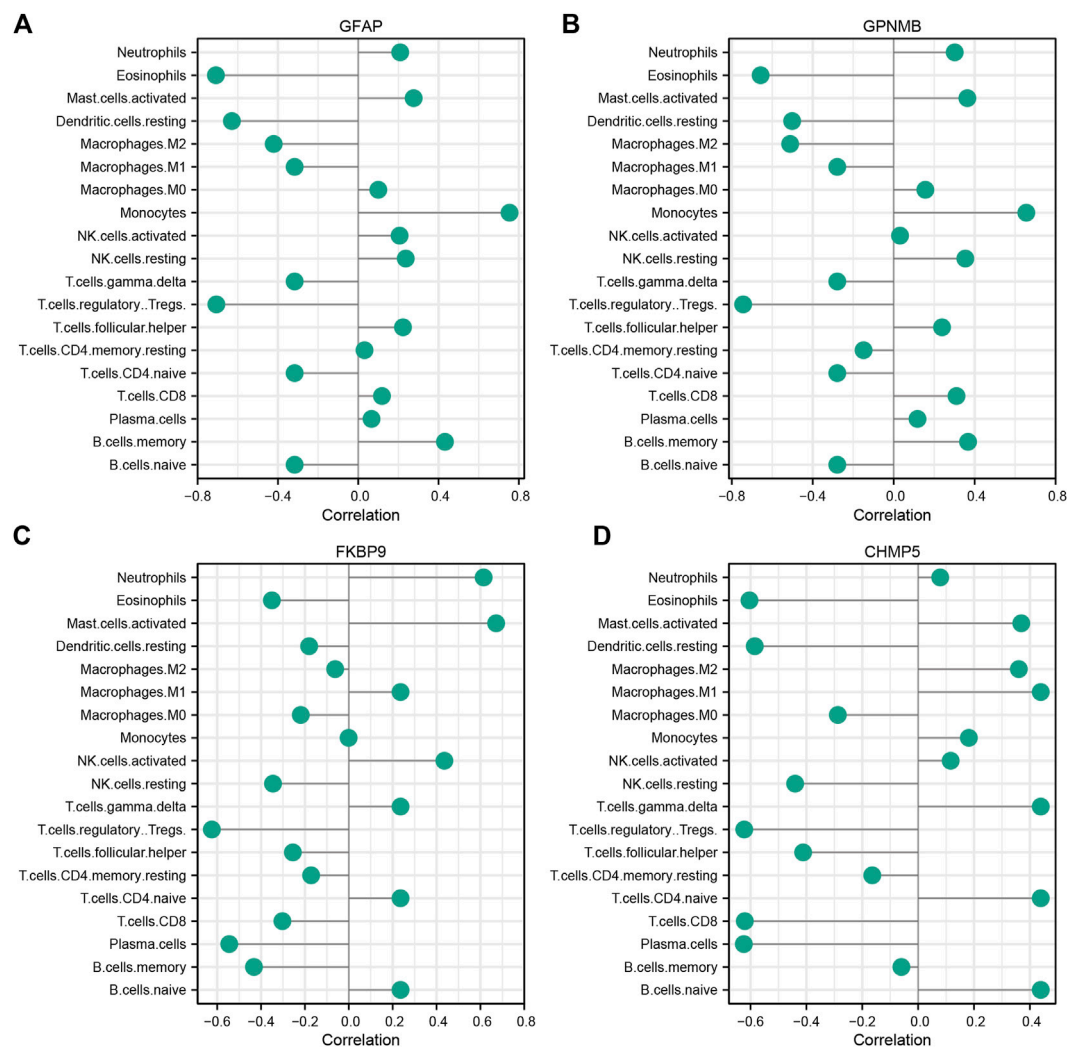 A
GFAP
Neutrophils
Eosinophils
Mast.cells.activated
Dendritic.cells.resting
Macrophages.M2
Macrophages.M1
Macrophages.M0
Monocytes
NK.cells.activated
NK.cells.resting
T.cells.gamma.delta
T.cells.regulatory..Tregs.
T.cells.follicular.helper
T.cells.CD4.memory.resting
T.cells.CD4.naive
T.cells.CD8
Plasma.cells
B.cells.memory
B.cells.naive
−0.8 −0.4 0.0 0.4 0.8
Correlation
B
GPNMB
Neutrophils
Eosinophils
Mast.cells.activated
Dendritic.cells.resting
Macrophages.M2
Macrophages.M1
Macrophages.M0
Monocytes
NK.cells.activated
NK.cells.resting
T.cells.gamma.delta
T.cells.regulatory..Tregs.
T.cells.follicular.helper
T.cells.CD4.memory.resting
T.cells.CD4.naive
T.cells.CD8
Plasma.cells
B.cells.memory
B.cells.naive
−0.8 −0.4 0.0 0.4 0.8
Correlation
C
FKBP9
Neutrophils
Eosinophils
Mast.cells.activated
Dendritic.cells.resting
Macrophages.M2
Macrophages.M1
Macrophages.M0
Monocytes
NK.cells.activated
NK.cells.resting
T.cells.gamma.delta
T.cells.regulatory..Tregs.
T.cells.follicular.helper
T.cells.CD4.memory.resting
T.cells.CD4.naive
T.cells.CD8
Plasma.cells
B.cells.memory
B.cells.naive
−0.6 −0.4 −0.2 0.0 0.2 0.4 0.6 0.8
Correlation
D
CHMP5
Neutrophils
Eosinophils
Mast.cells.activated
Dendritic.cells.resting
Macrophages.M2
Macrophages.M1
Macrophages.M0
Monocytes
NK.cells.activated
NK.cells.resting
T.cells.gamma.delta
T.cells.regulatory..Tregs.
T.cells.follicular.helper
T.cells.CD4.memory.resting
T.cells.CD4.naive
T.cells.CD8
Plasma.cells
B.cells.memory
B.cells.naive
−0.6 −0.4 −0.2 0.0 0.2 0.4
Correlation